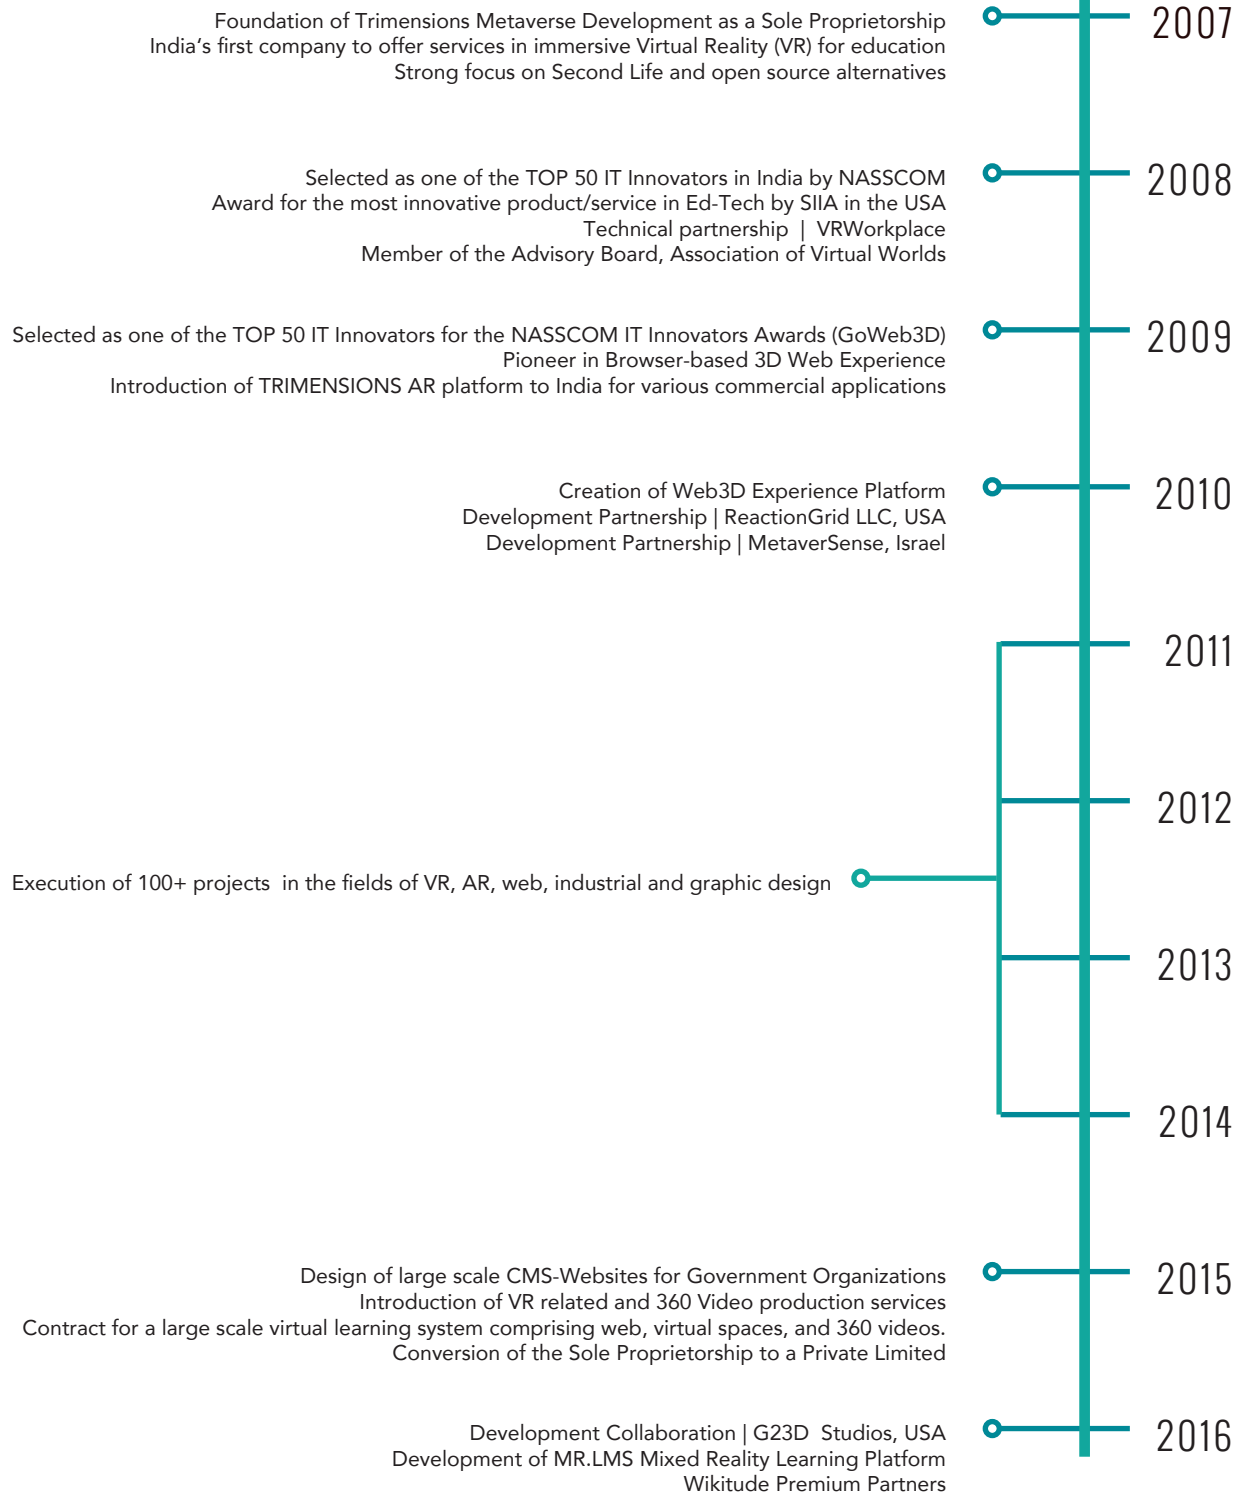 Foundation of Trimensions Metaverse Development as a Sole Proprietorship
2007
India‘s first company to offer services in immersive Virtual Reality (VR) for education
Strong focus on Second Life and open source alternatives
Selected as one of the TOP 50 IT Innovators in India by NASSCOM
2008
Award for the most innovative product/service in Ed-Tech by SIIA in the USA
Technical partnership | VRWorkplace
Member of the Advisory Board, Association of Virtual Worlds
Selected as one of the TOP 50 IT Innovators for the NASSCOM IT Innovators Awards (GoWeb3D)
2009
Pioneer in Browser-based 3D Web Experience
Introduction of TRIMENSIONS AR platform to India for various commercial applications
Creation of Web3D Experience Platform
2010
Development Partnership | ReactionGrid LLC, USA
Development Partnership | MetaverSense, Israel
2011
2012
Execution of 100+ projects in the fields of VR, AR, web, industrial and graphic design
2013
2014
Design of large scale CMS-Websites for Government Organizations
2015
Introduction of VR related and 360 Video production services
Contract for a large scale virtual learning system comprising web, virtual spaces, and 360 videos.
Conversion of the Sole Proprietorship to a Private Limited
Development Collaboration | G23D Studios, USA
2016
Development of MR.LMS Mixed Reality Learning Platform
Wikitude Premium Partners